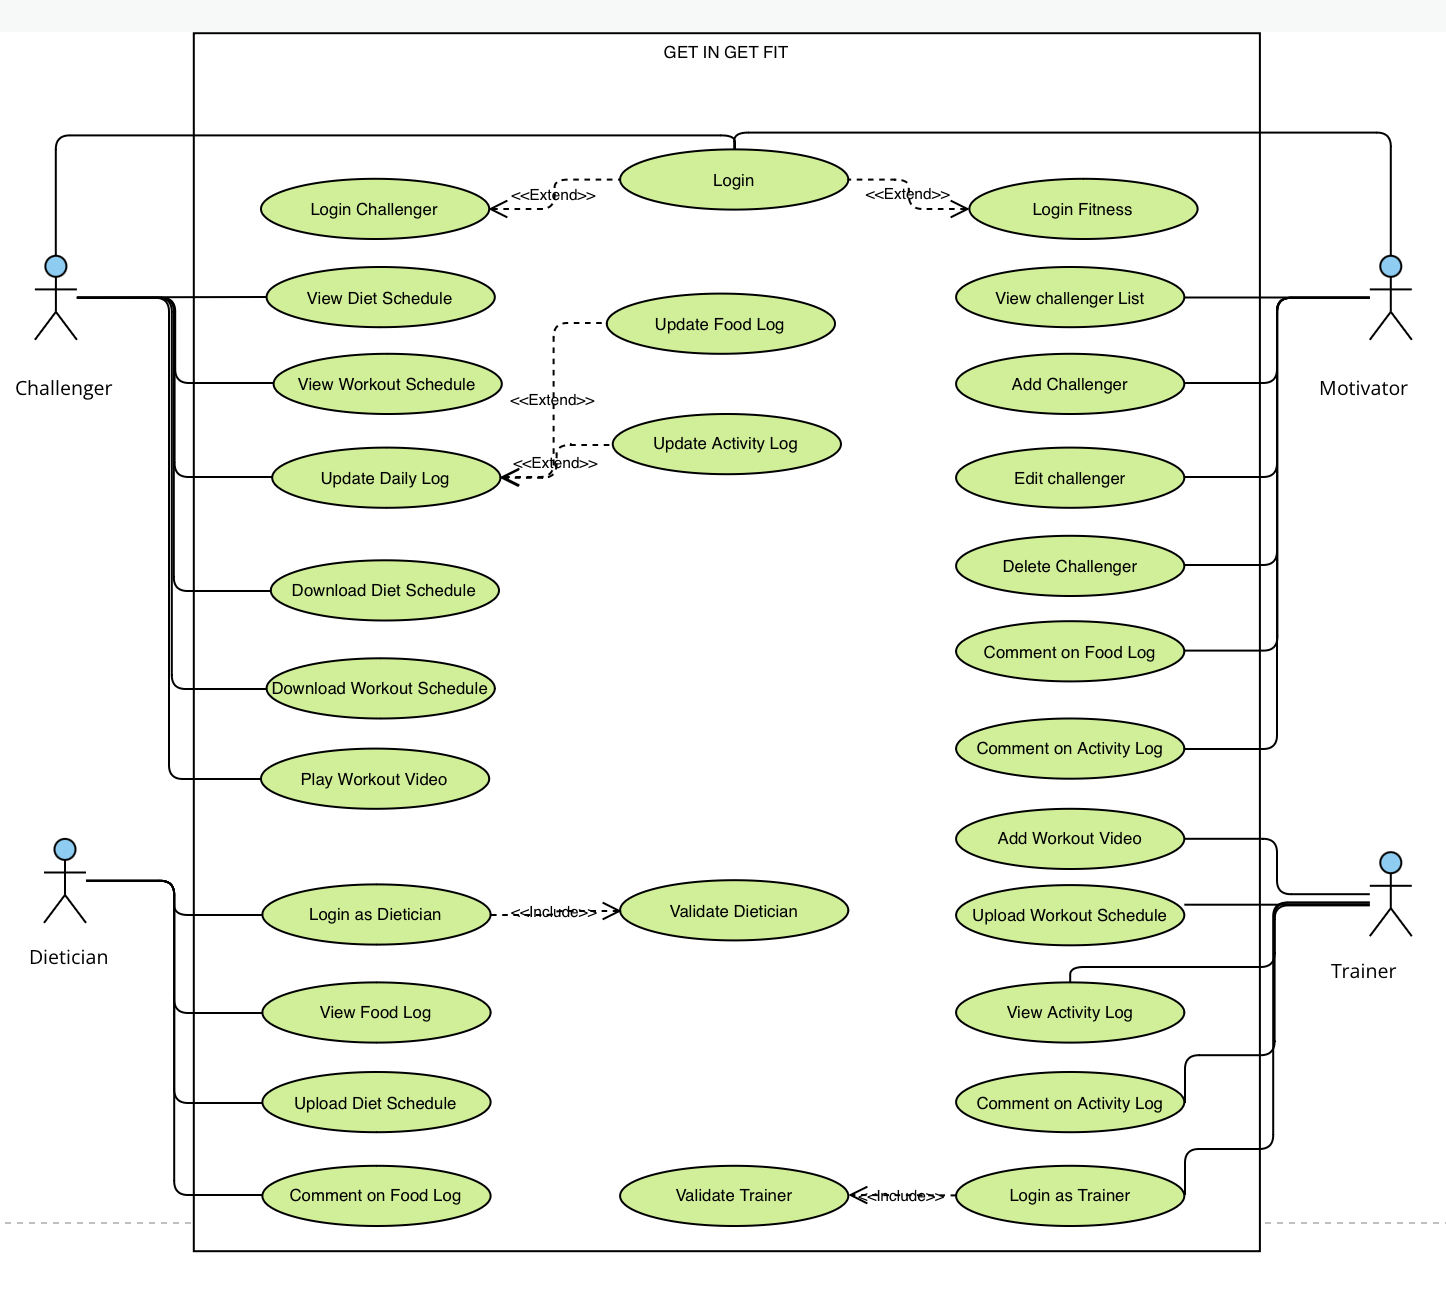 GET IN GET FIT
Login
Login Challenger
<<Extend>>
<<Extend>>
Login Fitness
View Diet Schedule
View challenger List
Update Food Log
Challenger
View Workout Schedule
Add Challenger
Motivator
<<Extend>>
Update Activity Log
<<Extend>>
Update Daily Log
Edit challenger
Delete Challenger
Download Diet Schedule
Comment on Food Log
Download Workout Schedule
Comment on Activity Log
Play Workout Video
Add Workout Video
Login as Dietician
<<Include>>
Validate Dietician
Upload Workout Schedule
Dietician
Trainer
View Food Log
View Activity Log
Upload Diet Schedule
Comment on Activity Log
Comment on Food Log
Validate Trainer
<<Include>>
Login as Trainer